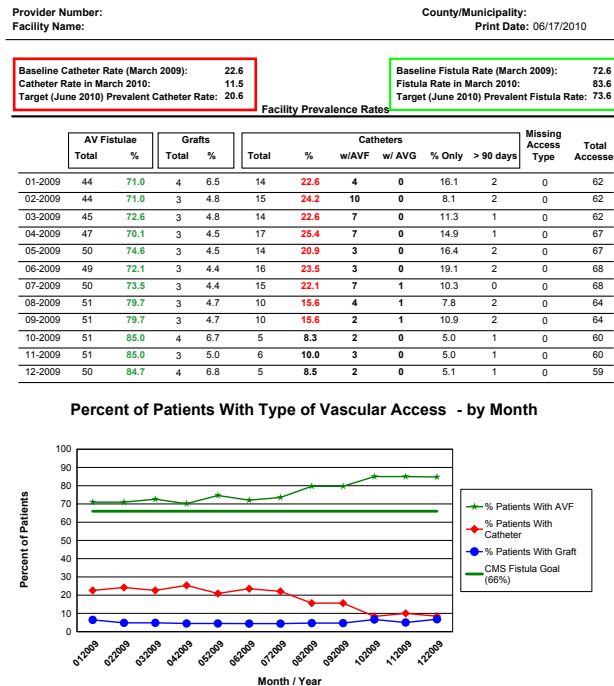 Provider Number: County/Municipality:
Facility Name: Print Date: 06/17/2010
Baseline Catheter Rate (March 2009): 22.6 Baseline Fistula Rate (March 2009): 72.6
Catheter Rate in March 2010: 11.5 Fistula Rate in March 2010: 83.6
Target (June 2010) Prevalent Catheter Rate: 20.6 Target (June 2010) Prevalent Fistula Rate: 73.6
Facility Prevalence Rates
AV Fistulae Grafts Catheters Missing Access Type Total Accesses
Total % Total % Total % w/AVF w/ AVG % Only > 90 days
01-2009 44 71.0 4 6.5 14 22.6 4 0 16.1 2 0 62
02-2009 44 71.0 3 4.8 15 24.2 10 0 8.1 2 0 62
03-2009 45 72.6 3 4.8 14 22.6 7 0 11.3 1 0 62
04-2009 47 70.1 3 4.5 17 25.4 7 0 14.9 1 0 67
05-2009 50 74.6 3 4.5 14 20.9 3 0 16.4 2 0 67
06-2009 49 72.1 3 4.4 16 23.5 3 0 19.1 2 0 68
07-2009 50 73.5 3 4.4 15 22.1 7 1 10.3 0 0 68
08-2009 51 79.7 3 4.7 10 15.6 4 1 7.8 2 0 64
09-2009 51 79.7 3 4.7 10 15.6 2 1 10.9 2 0 64
10-2009 51 85.0 4 6.7 5 8.3 2 0 5.0 1 0 60
11-2009 51 85.0 3 5.0 6 10.0 3 0 5.0 1 0 60
12-2009 50 84.7 4 6.8 5 8.5 2 0 5.1 1 0 59
Percent of Patients With Type of Vascular Access - by Month
Percent of Patients
100
90
80
70
60
50
40
30
20
10
0
012009 022009 032009 042009 052009 062009 072009 082009 092009 102009 112009 122009
Month / Year
% Patients With AVF
% Patients With
Catheter
% Patients With Graft
CMS Fistula Goal
(66%)